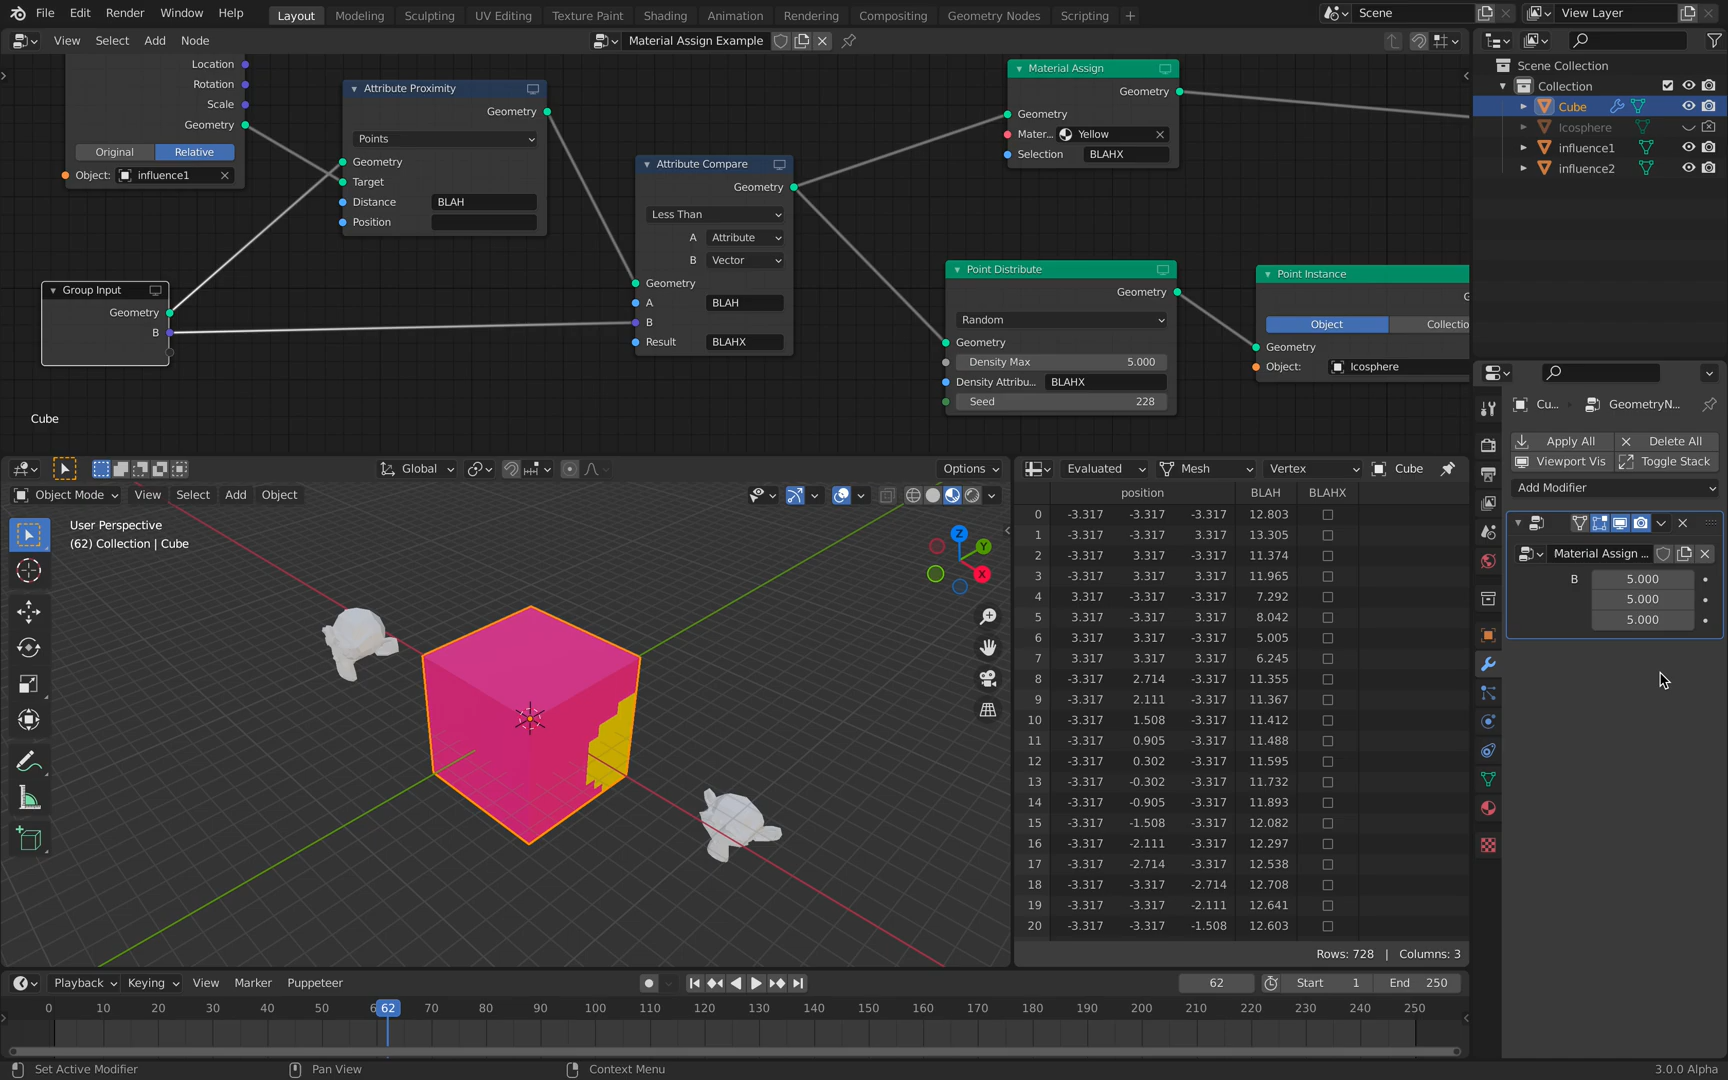 File Edit Render Window Help Layout Modeling Sculpting UV Editing Texture Paint Shading Animation Rendering Compositing Geometry Nodes Scripting + Scene View Layer
View Select Add Node Material Assign Example
Location
Rotation
Scale
Geometry
Original Relative
Object: influence1
Attribute Proximity
Geometry
Points
Geometry
Target
Distance BLAH
Position
Group Input
Geometry
B
Attribute Compare
Geometry
Less Than
A Attribute
B Vector
Geometry
A BLAH
B
Result BLAHX
Material Assign
Geometry
Geometry
Mater... Yellow
Selection BLAHX
Point Distribute
Geometry
Random
Geometry
Density Max 5.000
Density Attribu... BLAHX
Seed 228
Point Instance
G
Object Collectio
Geometry
Object: Icosphere
Cube
Scene Collection
Collection
Cube
Icosphere
influence1
influence2
Cu... GeometryN...
Apply All Delete All
Viewport Vis Toggle Stack
Add Modifier
Material Assign ...
B 5.000
5.000
5.000
Global Options
Object Mode View Select Add Object
User Perspective
(62) Collection | Cube
Z
Y
X
Evaluated Mesh Vertex Cube
position BLAH BLAHX
0 -3.317 -3.317 -3.317 12.803
1 -3.317 -3.317 3.317 13.305
2 -3.317 3.317 -3.317 11.374
3 -3.317 3.317 3.317 11.965
4 3.317 -3.317 -3.317 7.292
5 3.317 -3.317 3.317 8.042
6 3.317 3.317 -3.317 5.005
7 3.317 3.317 3.317 6.245
8 -3.317 2.714 -3.317 11.355
9 -3.317 2.111 -3.317 11.367
10 -3.317 1.508 -3.317 11.412
11 -3.317 0.905 -3.317 11.488
12 -3.317 0.302 -3.317 11.595
13 -3.317 -0.302 -3.317 11.732
14 -3.317 -0.905 -3.317 11.893
15 -3.317 -1.508 -3.317 12.082
16 -3.317 -2.111 -3.317 12.297
17 -3.317 -2.714 -3.317 12.538
18 -3.317 -3.317 -2.714 12.708
19 -3.317 -3.317 -2.111 12.641
20 -3.317 -3.317 -1.508 12.603
Rows: 728 | Columns: 3
Playback Keying View Marker Puppeteer 62 Start 1 End 250
0 10 20 30 40 50 6 62 70 80 90 100 110 120 130 140 150 160 170 180 190 200 210 220 230 240 250
Set Active Modifier Pan View Context Menu 3.0.0 Alpha